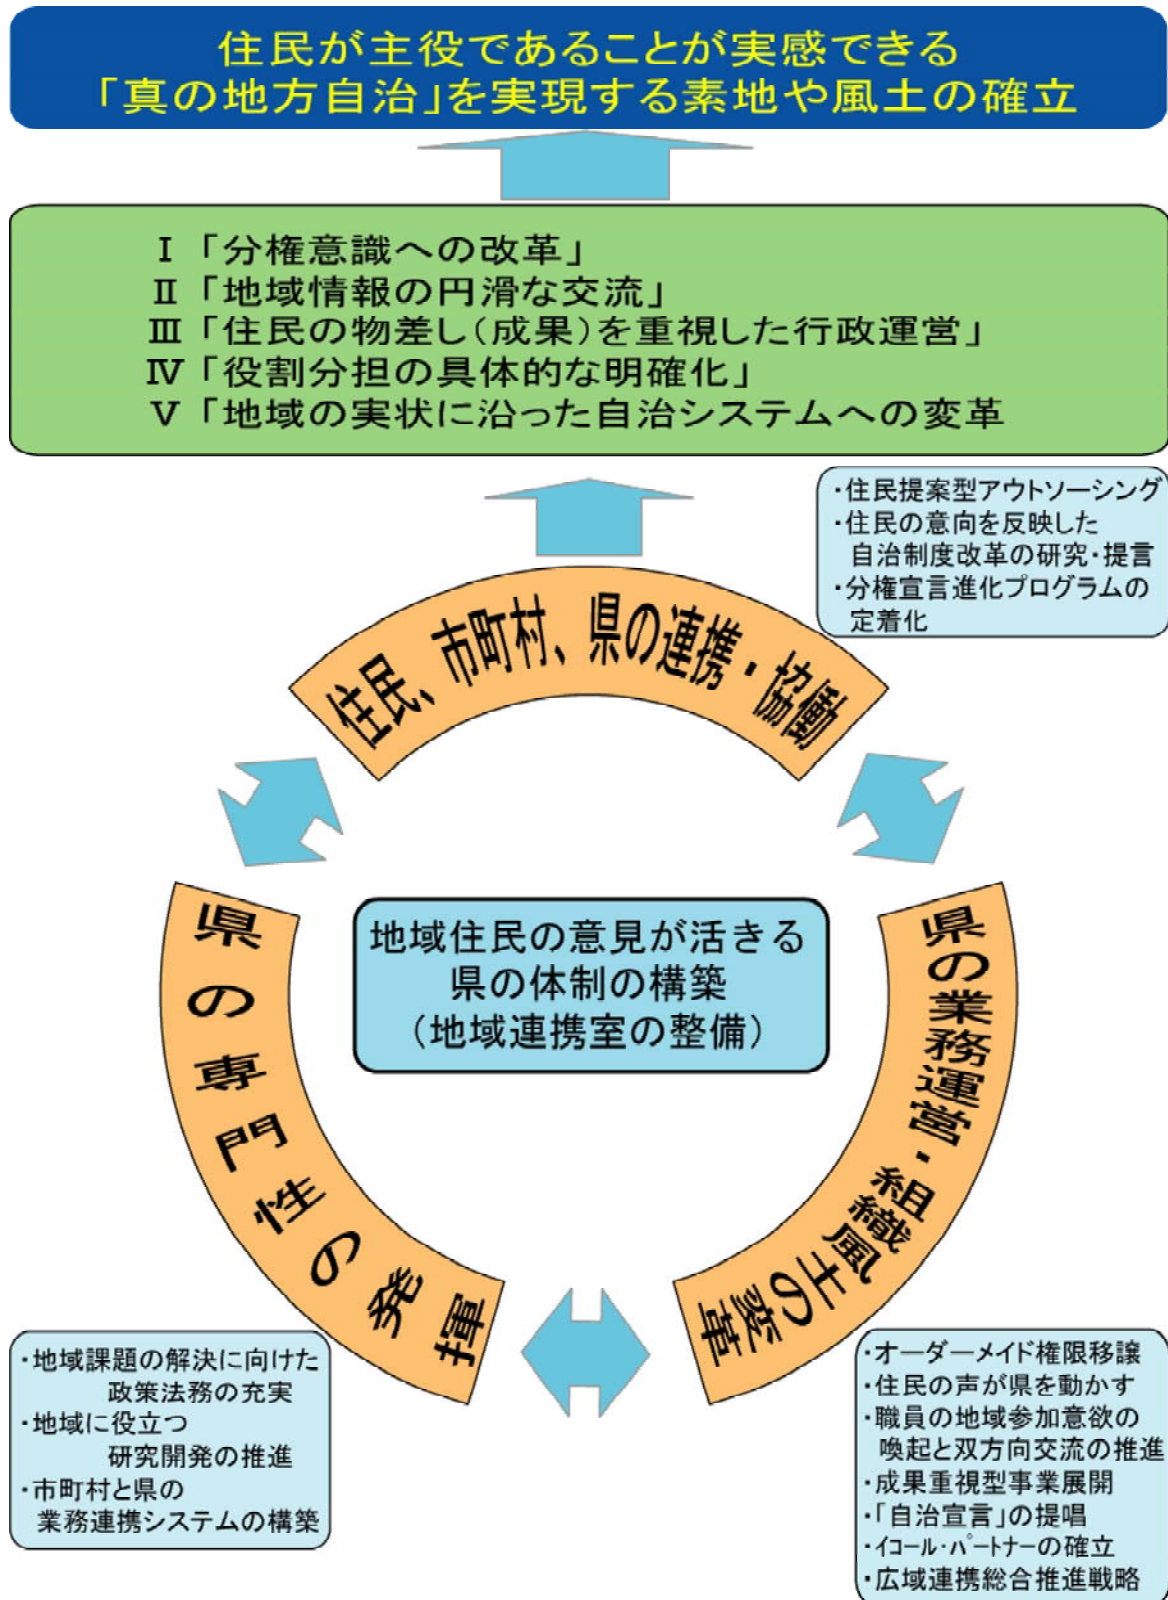 住民が主役であることが実感できる
「真の地方自治」を実現する素地や風土の確立
Ⅰ「分権意識への改革」
Ⅱ「地域情報の円滑な交流」
Ⅲ「住民の物差し(成果)を重視した行政運営」
Ⅳ「役割分担の具体的な明確化」
Ⅴ「地域の実状に沿った自治システムへの変革
・住民提案型アウトソーシング
・住民の意向を反映した
自治制度改革の研究・提言
・分権宣言進化プログラムの
定着化
住民、市町村、県の連携・協働
県の専門性の発揮
地域住民の意見が活きる
県の体制の構築
(地域連携室の整備)
県の業務運営・組織風土の変革
・地域課題の解決に向けた
政策法務の充実
・地域に役立つ
研究開発の推進
・市町村と県の
業務連携システムの構築
・オーダーメイド権限移譲
・住民の声が県を動かす
・職員の地域参加意欲の
喚起と双方向交流の推進
・成果重視型事業展開
・「自治宣言」の提唱
・イコール・パートナーの確立
・広域連携総合推進戦略